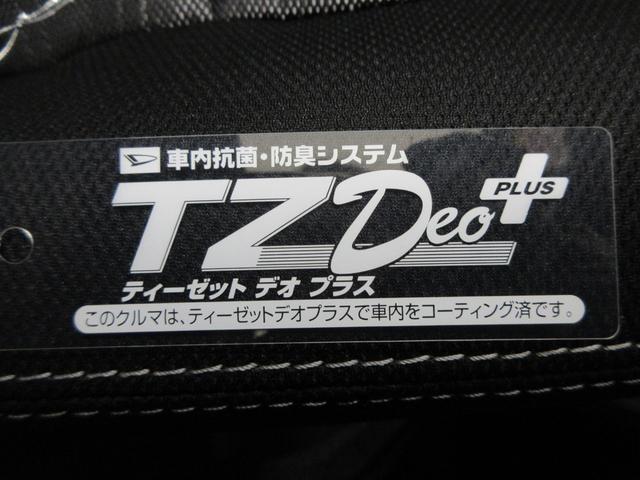 車内抗菌・防臭システム
TZ Deo PLUS
ティーゼット デオ プラス
このクルマは、ティーゼットデオプラスで車内をコーティング済です。